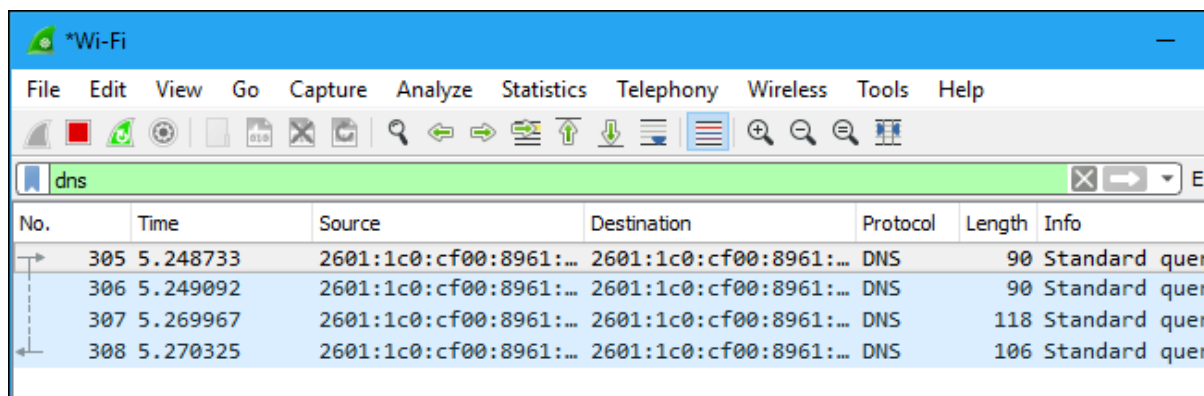 *Wi-Fi
File Edit View Go Capture Analyze Statistics Telephony Wireless Tools Help
dns
No. Time Source Destination Protocol Length Info
305 5.248733 2601:1c0:cf00:8961:… 2601:1c0:cf00:8961:… DNS 90 Standard quer
306 5.249092 2601:1c0:cf00:8961:… 2601:1c0:cf00:8961:… DNS 90 Standard quer
307 5.269967 2601:1c0:cf00:8961:… 2601:1c0:cf00:8961:… DNS 118 Standard quer
308 5.270325 2601:1c0:cf00:8961:… 2601:1c0:cf00:8961:… DNS 106 Standard quer